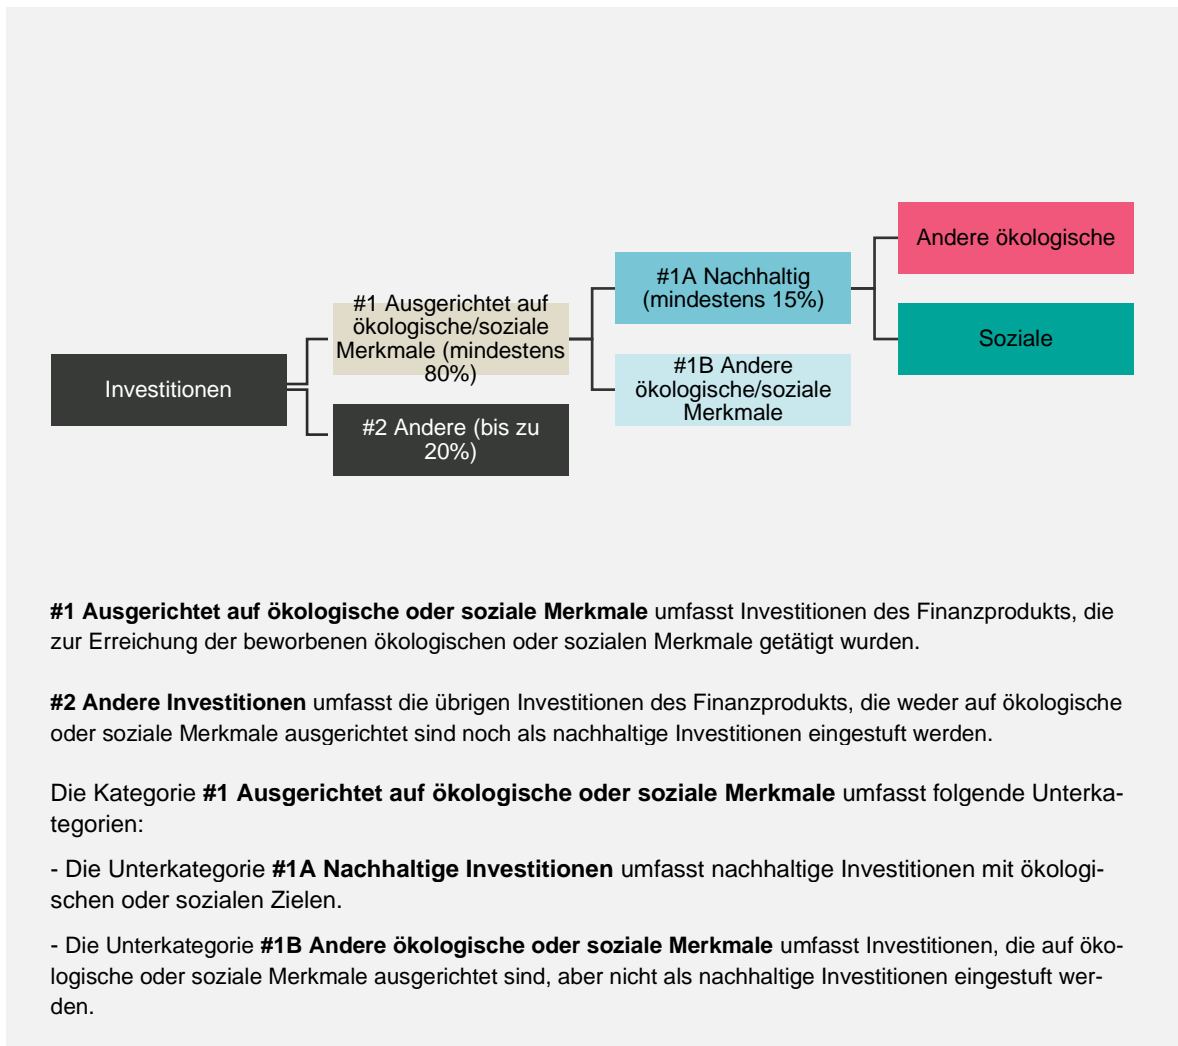 Andere ökologische
#1A Nachhaltig
(mindestens 15%)
#1 Ausgerichtet auf
ökologische/soziale
Merkmale (mindestens
80%)
Soziale
Investitionen
#1B Andere
ökologische/soziale
Merkmale
#2 Andere (bis zu
20%)
#1 Ausgerichtet auf ökologische oder soziale Merkmale umfasst Investitionen des Finanzprodukts, die
zur Erreichung der beworbenen ökologischen oder sozialen Merkmale getätigt wurden.
#2 Andere Investitionen umfasst die übrigen Investitionen des Finanzprodukts, die weder auf ökologische
oder soziale Merkmale ausgerichtet sind noch als nachhaltige Investitionen eingestuft werden.
Die Kategorie #1 Ausgerichtet auf ökologische oder soziale Merkmale umfasst folgende Unterka-
tegorien:
- Die Unterkategorie #1A Nachhaltige Investitionen umfasst nachhaltige Investitionen mit ökologi-
schen oder sozialen Zielen.
- Die Unterkategorie #1B Andere ökologische oder soziale Merkmale umfasst Investitionen, die auf öko-
logische oder soziale Merkmale ausgerichtet sind, aber nicht als nachhaltige Investitionen eingestuft wer-
den.